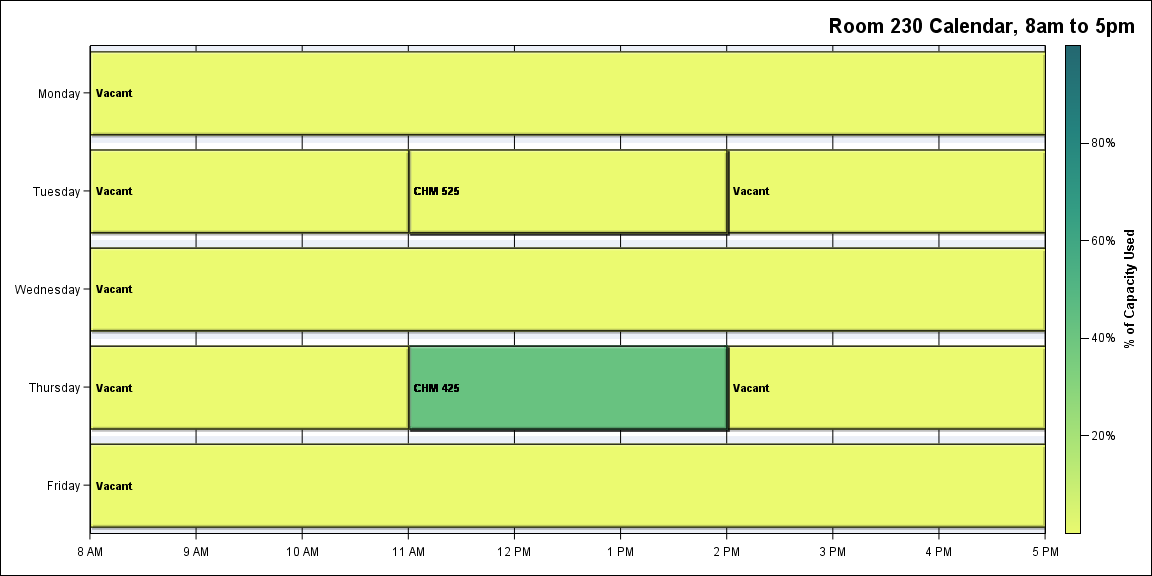 Room 230 Calendar, 8am to 5pm
Monday
Vacant
Tuesday
Vacant CHM 525 Vacant
Wednesday
Vacant
Thursday
Vacant CHM 425 Vacant
Friday
Vacant
8 AM 9 AM 10 AM 11 AM 12 PM 1 PM 2 PM 3 PM 4 PM 5 PM
80%
60%
40%
20%
% of Capacity Used